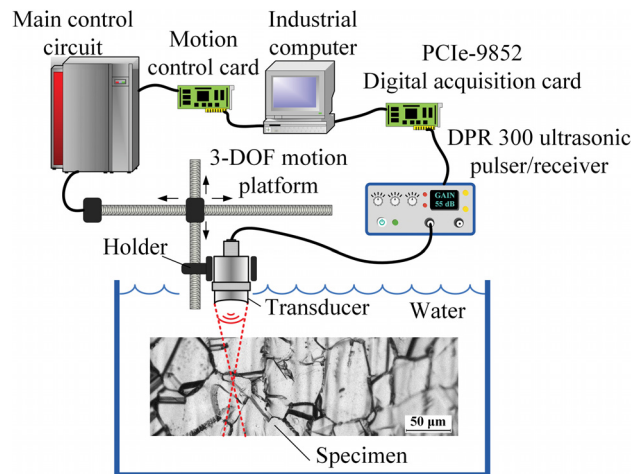 Main control
circuit
Motion
control card
Industrial
computer
PCIe-9852
Digital acquisition card
DPR 300 ultrasonic
pulser/receiver
3-DOF motion
platform
GAIN
55 dB
Holder
Transducer
Water
50 μm
Specimen